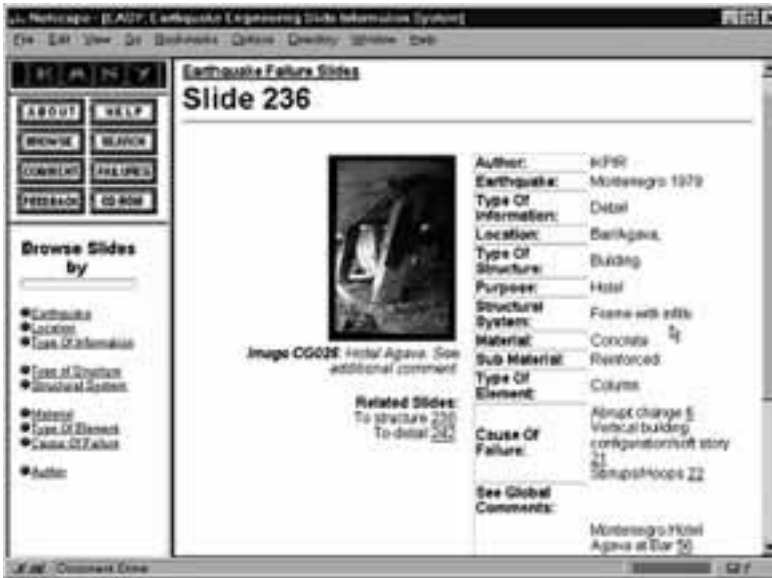 Netscape - [EASY: Earthquake Engineering Slide Information System]
File Edit View Go Bookmarks Options Directory Window Help
ABOUT HELP
BROWSE SEARCH
COMMENT FAILURES
FEEDBACK CD-ROM
Browse Slides
by
Earthquake
Location
Type Of Information
Type of Structure
Structural System
Material
Type Of Element
Cause Of Failure
Author
Earthquake Failure Slides
Slide 236
Image CG026: Hotel Agava. See
additional comment
Related Slides:
To structure
To detail 242
Author: IKPIR
Earthquake: Montenegro 1979
Type Of
Information: Detail
Location: Bar/Agava,
Type Of
Structure: Building
Purpose: Hotel
Structural
System: Frame with infills
Material: Concrete
Sub Material: Reinforced
Type Of
Element: Column
Cause Of
Failure: Abrupt change 6
Vertical building
configuration/soft story
21
Stirrups/Hoops 22
See Global
Comments:
Montenegro:Hotel
Agava at Bar 56
Document Done